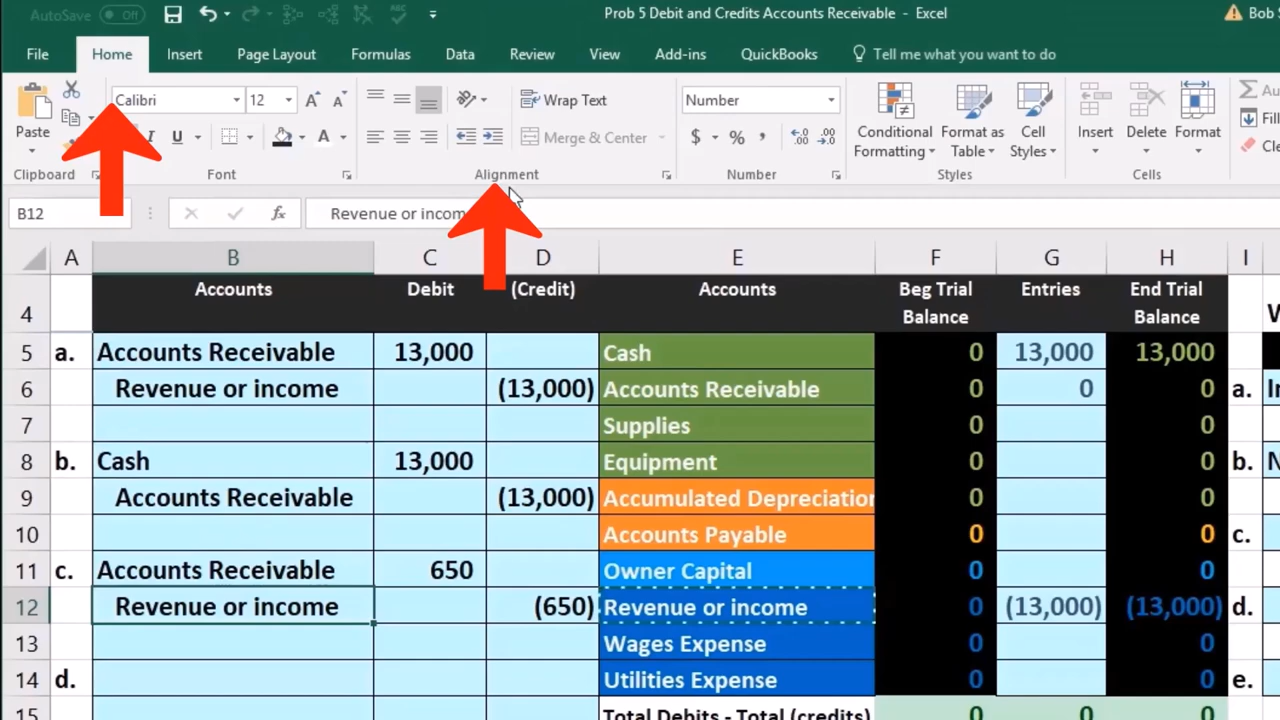 AutoSave Off Prob 5 Debit and Credits Accounts Receivable - Excel Bob S
File Home Insert Page Layout Formulas Data Review View Add-ins QuickBooks Tell me what you want to do
Calibri 12 Wrap Text Number
Paste I U A Merge & Center $ % , Conditional Formatting Format as Table Cell Styles Insert Delete Format Fill
Clipboard Font Alignment Number Styles Cells
B12 fx Revenue or incom
A B C D E F G H I
4 Accounts Debit (Credit) Accounts Beg Trial Balance Entries End Trial Balance
5 a. Accounts Receivable 13,000 Cash 0 13,000 13,000
6 Revenue or income (13,000) Accounts Receivable 0 0 0 a.
7 Supplies 0 0
8 b. Cash 13,000 Equipment 0 0 b.
9 Accounts Receivable (13,000) Accumulated Depreciation 0 0
10 Accounts Payable 0 0 c.
11 c. Accounts Receivable 650 Owner Capital 0 0
12 Revenue or income (650) Revenue or income 0 (13,000) (13,000) d.
13 Wages Expense 0 0
14 d. Utilities Expense 0 0 e.
15 Total Debits - Total (credits) 0 0 0